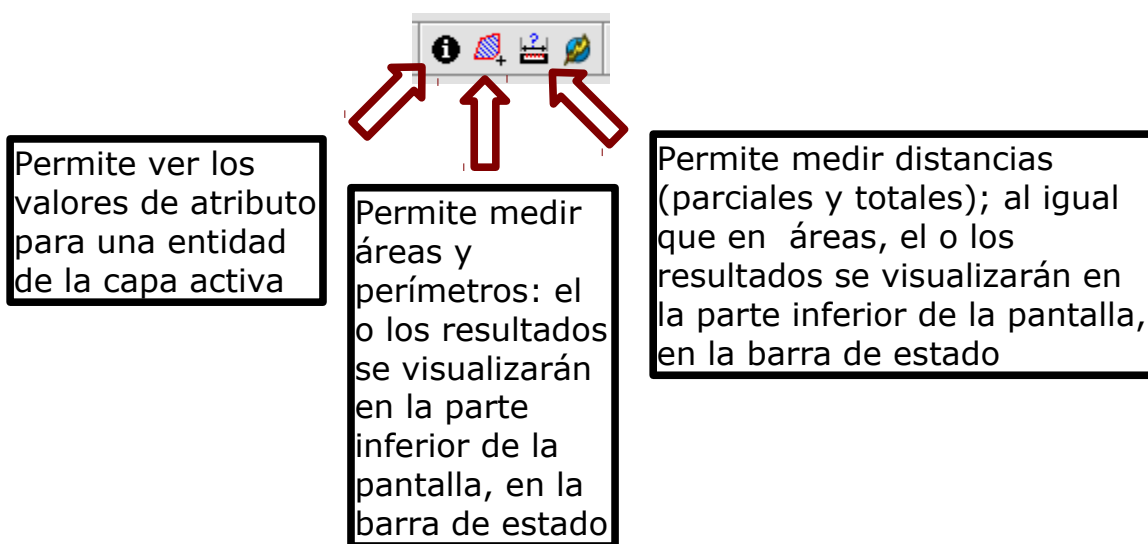 Permite ver los
valores de atributo
para una entidad
de la capa activa
Permite medir
áreas y
perímetros: el
o los resultados
se visualizarán
en la parte
inferior de la
pantalla, en la
barra de estado
Permite medir distancias
(parciales y totales); al igual
que en  áreas, el o los
resultados se visualizarán en
la parte inferior de la pantalla,
en la barra de estado